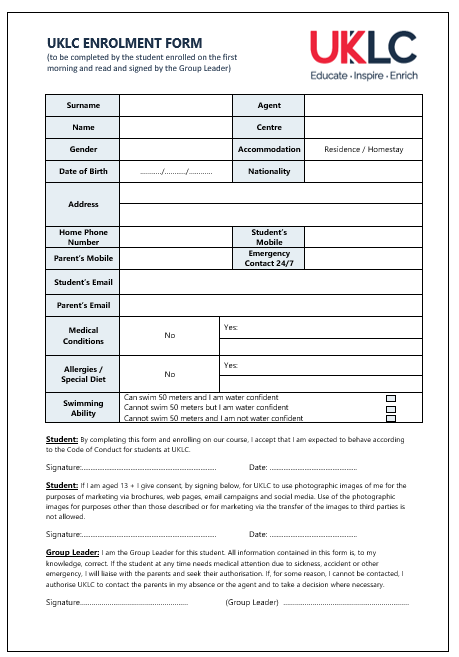 UKLC ENROLMENT FORM
(to be completed by the student enrolled on the first
morning and read and signed by the Group Leader)
UKLC
Educate · Inspire · Enrich
Surname Agent
Name Centre
Gender Accommodation Residence / Homestay
Date of Birth ........../........../........... Nationality
Address
Home Phone Number Student's Mobile
Parent's Mobile Emergency Contact 24/7
Student's Email
Parent's Email
Medical Conditions No Yes:
Allergies / Special Diet No Yes:
Swimming Ability
Can swim 50 meters and I am water confident
Cannot swim 50 meters but I am water confident
Cannot swim 50 meters and I am not water confident
Student: By completing this form and enrolling on our course, I accept that I am expected to behave according
to the Code of Conduct for students at UKLC.
Signature:............................................................ Date: .......................................
Student: If I am aged 13 + I give consent, by signing below, for UKLC to use photographic images of me for the
purposes of marketing via brochures, web pages, email campaigns and social media. Use of the photographic
images for purposes other than those described or for marketing via the transfer of the images to third parties is
not allowed.
Signature:............................................................ Date: .......................................
Group Leader: I am the Group Leader for this student. All information contained in this form is, to my
knowledge, correct. If the student at any time needs medical attention due to sickness, accident or other
emergency, I will liaise with the parents and seek their authorisation. If, for some reason, I cannot be contacted, I
authorise UKLC to contact the parents in my absence or the agent and to take a decision where necessary.
Signature................................................ (Group Leader) ........................................................